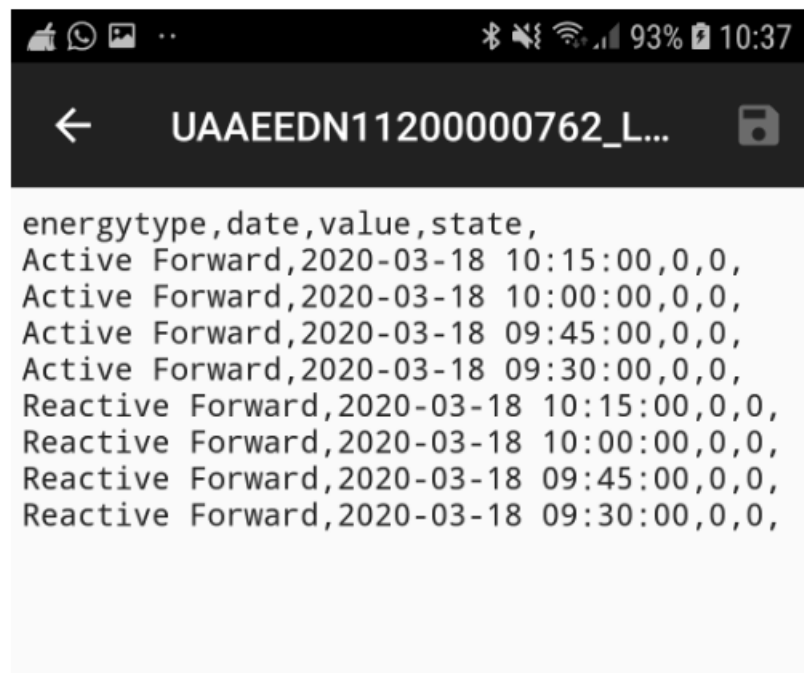 93% 10:37
UAAEEDN11200000762_L...
energytype,date,value,state,
Active Forward,2020-03-18 10:15:00,0,0,
Active Forward,2020-03-18 10:00:00,0,0,
Active Forward,2020-03-18 09:45:00,0,0,
Active Forward,2020-03-18 09:30:00,0,0,
Reactive Forward,2020-03-18 10:15:00,0,0,
Reactive Forward,2020-03-18 10:00:00,0,0,
Reactive Forward,2020-03-18 09:45:00,0,0,
Reactive Forward,2020-03-18 09:30:00,0,0,